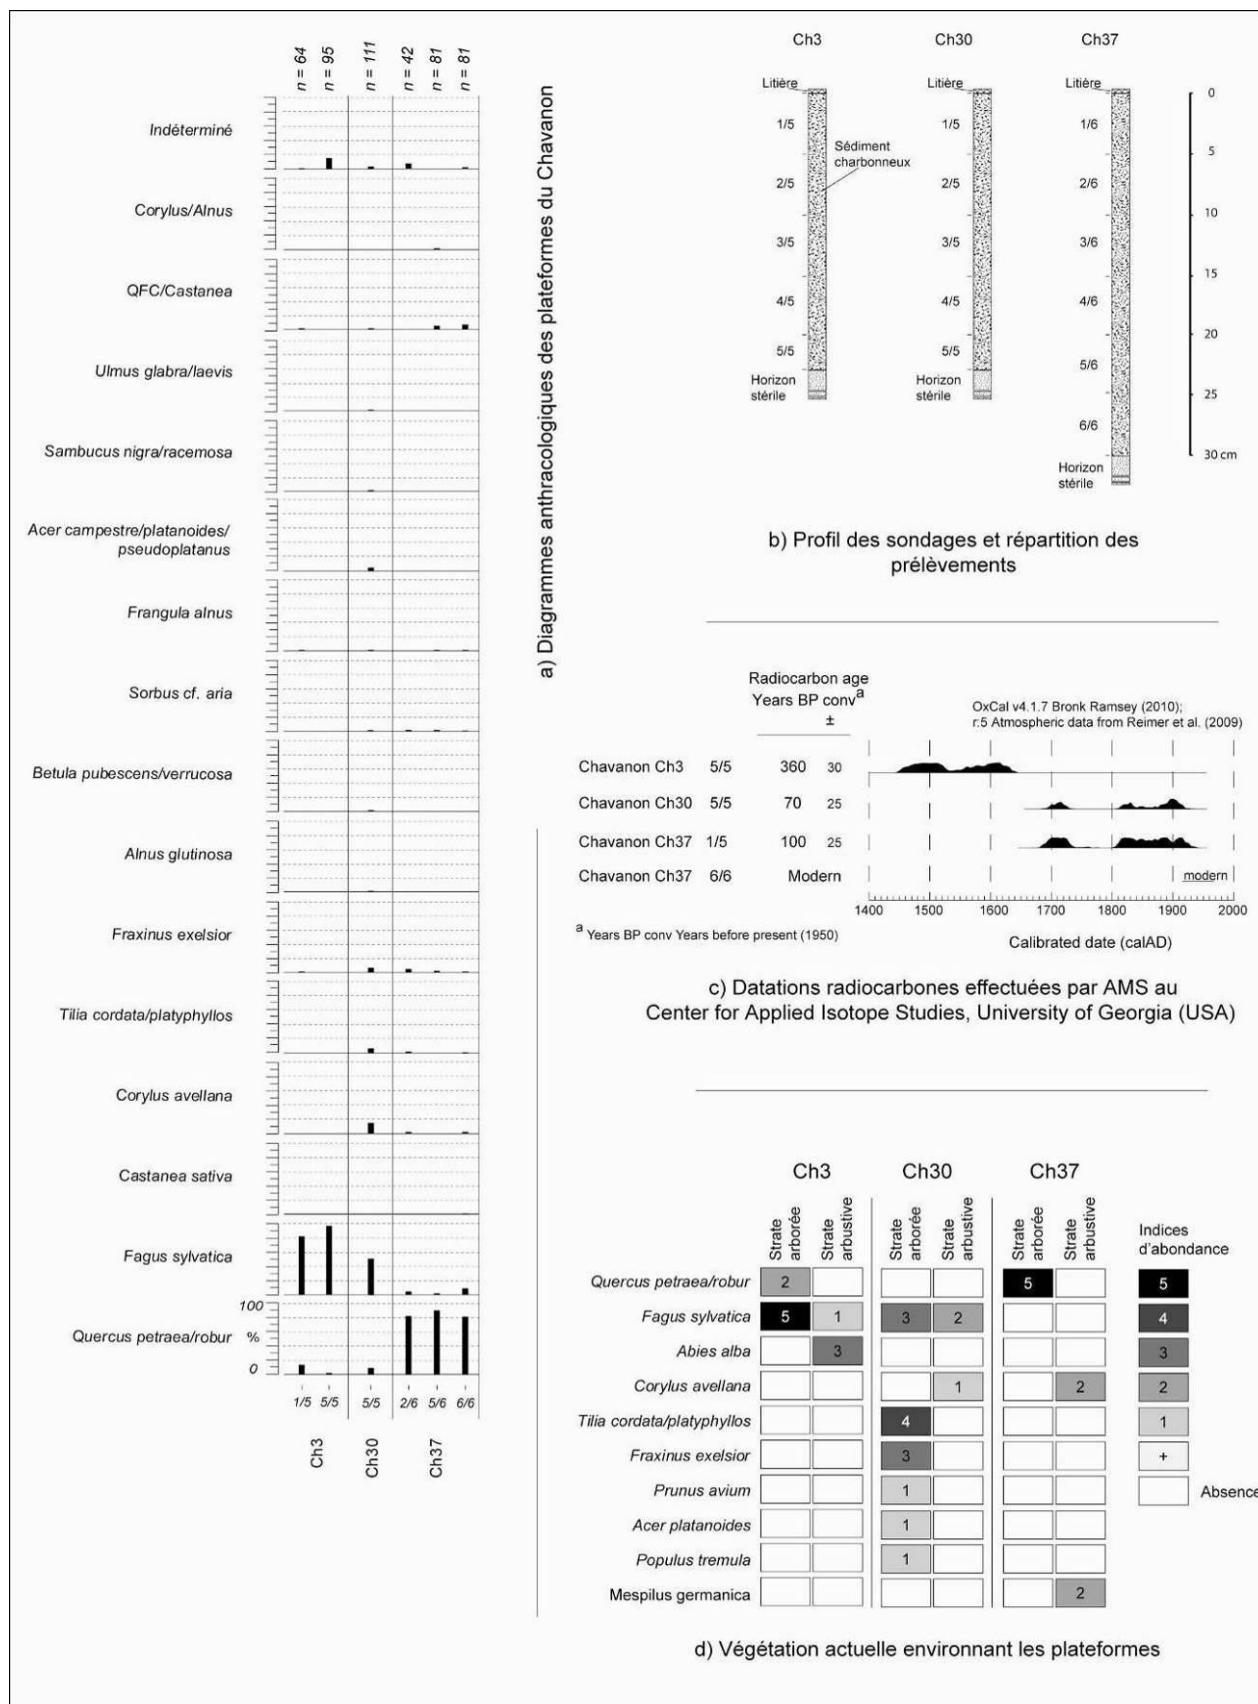 n = 64
n = 95
n = 111
n = 42
n = 81
n = 81
Indéterminé
Corylus/Alnus
QFC/Castanea
Ulmus glabra/laevis
Sambucus nigra/racemosa
Acer campestre/platanoides/
pseudoplatanus
Frangula alnus
Sorbus cf. aria
Betula pubescens/verrucosa
Alnus glutinosa
Fraxinus exelsior
Tilia cordata/platyphyllos
Corylus avellana
Castanea sativa
Fagus sylvatica
100
Quercus petraea/robur %
0
1/5 5/5 5/5 2/6 5/6 6/6
Ch3
Ch30
Ch37
a) Diagrammes anthracologiques des plateformes du Chavanon
Ch3 Ch30 Ch37
Litière Litière Litière 0
1/5 1/5 1/6
Sédiment
charbonneux
5
2/5 2/5 2/6
10
3/5 3/5 3/6
15
4/5 4/5 4/6
20
5/5 5/5 5/6
Horizon
stérile
Horizon
stérile
25
6/6
30 cm
Horizon
stérile
b) Profil des sondages et répartition des
prélèvements
Radiocarbon age
Years BP conv a
±
OxCal v4.1.7 Bronk Ramsey (2010);
r:5 Atmospheric data from Reimer et al. (2009)
Chavanon Ch3 5/5 360 30
Chavanon Ch30 5/5 70 25
Chavanon Ch37 1/5 100 25
Chavanon Ch37 6/6 Modern modern
1400 1500 1600 1700 1800 1900 2000
a Years BP conv Years before present (1950)
Calibrated date (calAD)
c) Datations radiocarbones effectuées par AMS au
Center for Applied Isotope Studies, University of Georgia (USA)
Ch3 Ch30 Ch37
Strate
arborée
Strate
arbustive
Strate
arborée
Strate
arbustive
Strate
arborée
Strate
arbustive
Indices
d'abondance
Quercus petraea/robur 2 5 5
Fagus sylvatica 5 1 3 2 4
Abies alba 3 3
Corylus avellana 1 2 2
Tilia cordata/platyphyllos 4 1
Fraxinus exelsior 3 +
Prunus avium 1 Absence
Acer platanoides 1
Populus tremula 1
Mespilus germanica 2
d) Végétation actuelle environnant les plateformes